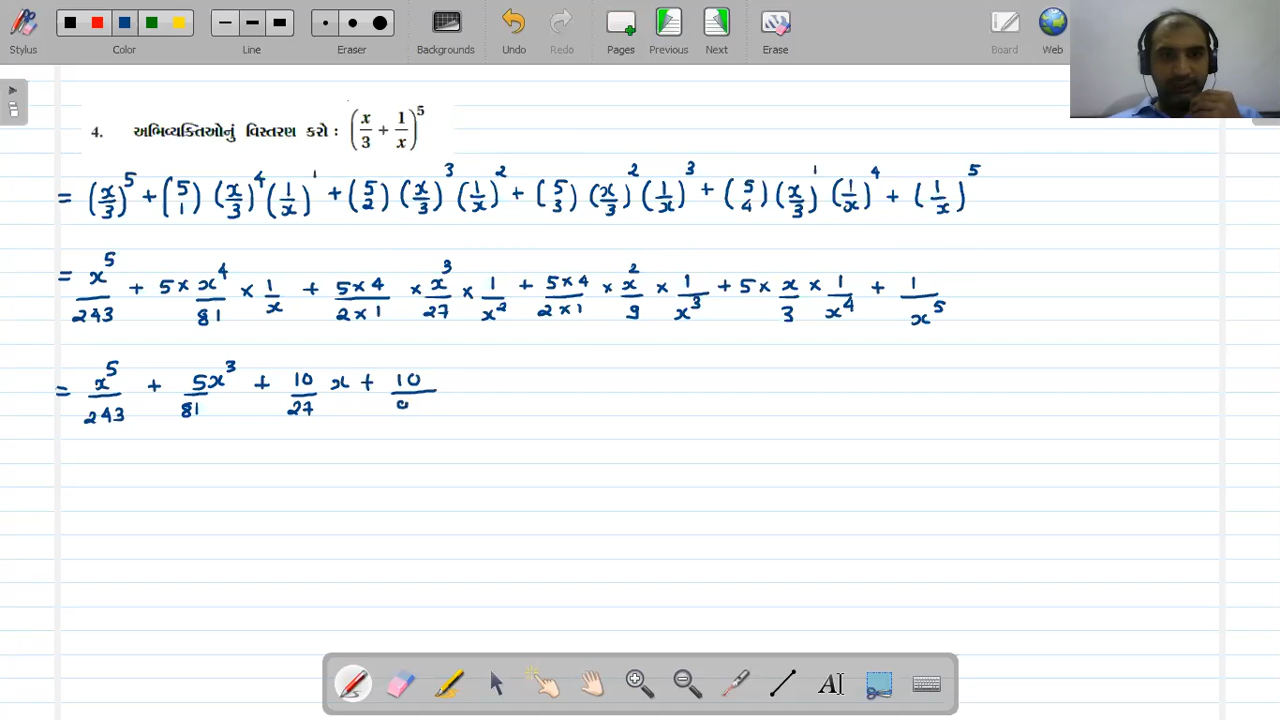 Stylus Color Line Eraser Backgrounds Undo Redo Pages Previous Next Erase Board Web
4. અભિવ્યક્તિઓનું વિસ્તરણ કરો : (x/3 + 1/x)^5
= (x/3)^5 + (5 1) (x/3)^4 (1/x)^1 + (5 2) (x/3)^3 (1/x)^2 + (5 3) (x/3)^2 (1/x)^3 + (5 4) (x/3)^1 (1/x)^4 + (1/x)^5
= x^5/243 + 5 × x^4/81 × 1/x + 5×4/2×1 × x^3/27 × 1/x^2 + 5×4/2×1 × x^2/9 × 1/x^3 + 5 × x/3 × 1/x^4 + 1/x^5
= x^5/243 + 5x^3/81 + 10/27 x + 10/